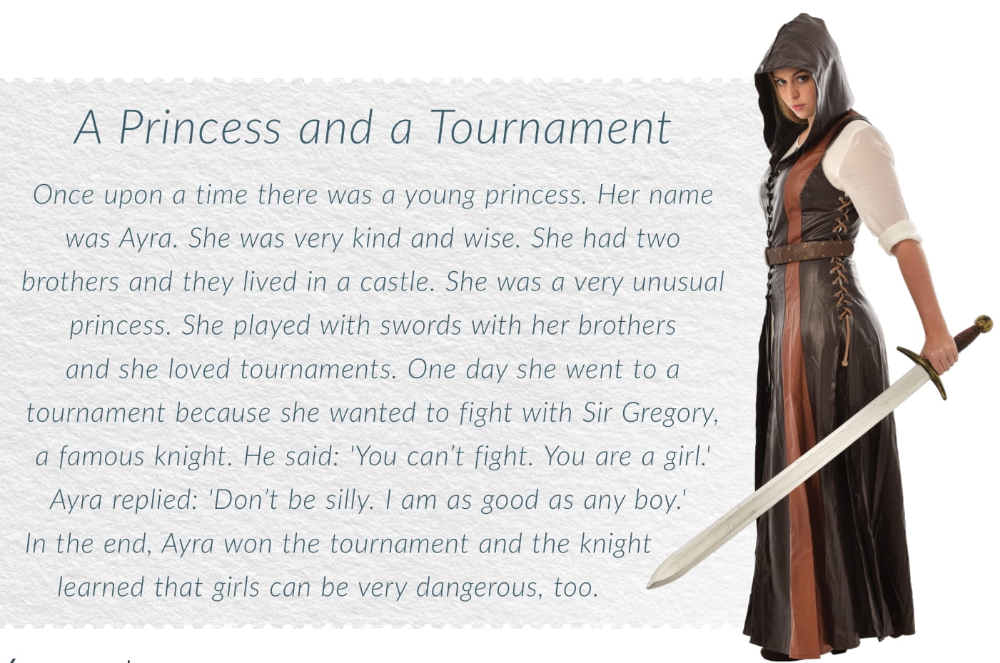 A Princess and a Tournament
Once upon a time there was a young princess. Her name
was Ayra. She was very kind and wise. She had two
brothers and they lived in a castle. She was a very unusual
princess. She played with swords with her brothers
and she loved tournaments. One day she went to a
tournament because she wanted to fight with Sir Gregory,
a famous knight. He said: 'You can’t fight. You are a girl.'
Ayra replied: 'Don’t be silly. I am as good as any boy.'
In the end, Ayra won the tournament and the knight
learned that girls can be very dangerous, too.